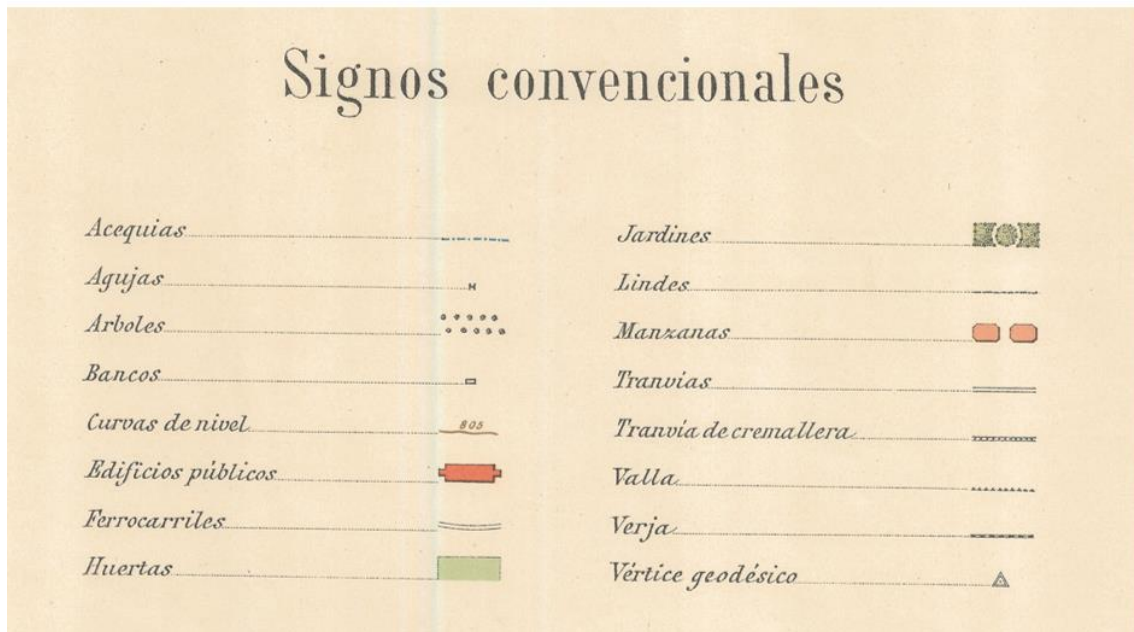 Signos convencionales
Acequias
Agujas
Arboles
Bancos
Curvas de nivel 805
Edificios públicos
Ferrocarriles
Huertas
Jardines
Lindes
Manzanas
Tranvías
Tranvía de cremallera
Valla
Verja
Vértice geodésico